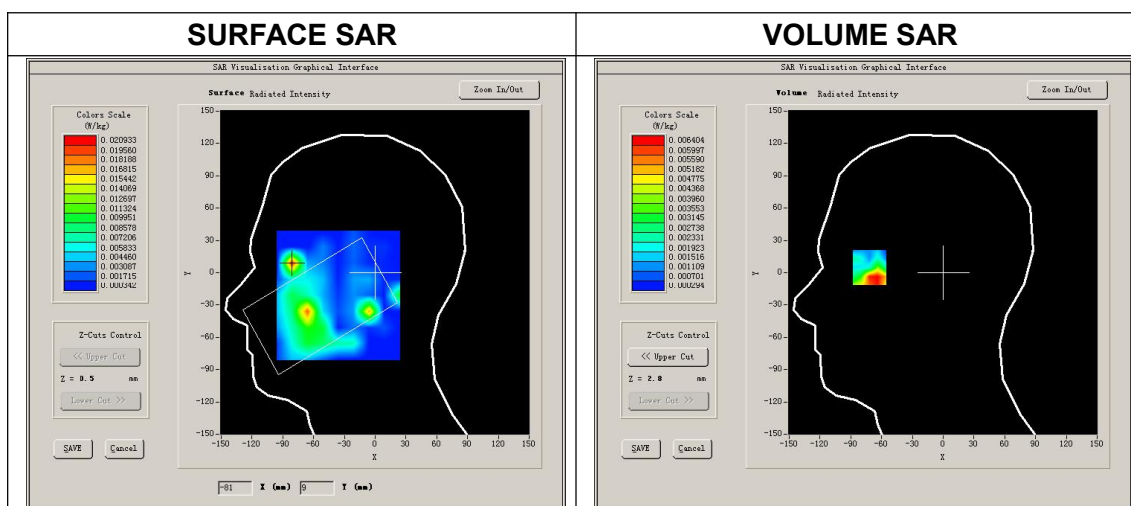 SURFACE SAR
VOLUME SAR
SAR Visualisation Graphical Interface
Surface Radiated Intensity
Zoom In/Out
Colors Scale
(W/kg)
0.020933
0.019560
0.018188
0.016815
0.015442
0.014069
0.012697
0.011324
0.009951
0.008578
0.007206
0.005833
0.004460
0.003087
0.001715
0.000342
Z-Cuts Control
<< Upper Cut
Z = 0.5 mm
Lower Cut >>
SAVE
Cancel
150
120
90
60
30
0
-30
-60
-90
-120
-150
Y
-150 -120 -90 -60 -30 0 30 60 90 120 150
X
-81 X (mm) 9 Y (mm)
SAR Visualisation Graphical Interface
Volume Radiated Intensity
Zoom In/Out
Colors Scale
(W/kg)
0.006404
0.005997
0.005590
0.005182
0.004775
0.004368
0.003960
0.003553
0.003145
0.002738
0.002331
0.001923
0.001516
0.001109
0.000701
0.000294
Z-Cuts Control
<< Upper Cut
Z = 2.8 mm
Lower Cut >>
SAVE
Cancel
150
120
90
60
30
0
-30
-60
-90
-120
-150
Y
-150 -120 -90 -60 -30 0 30 60 90 120 150
X